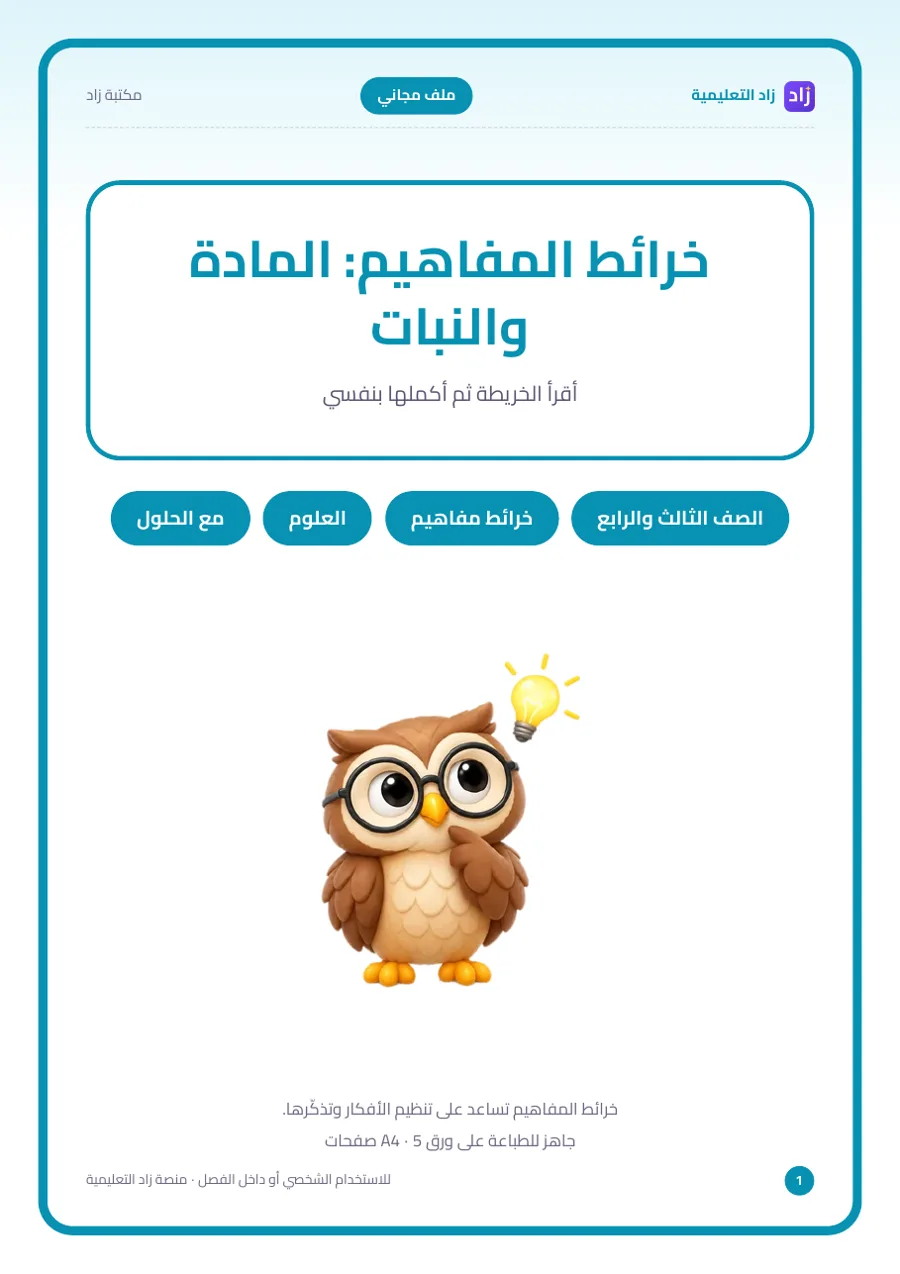 زاد
زاد التعليمية
ملف مجاني
مكتبة زاد
خرائط المفاهيم: المادة
والنبات
أقرأ الخريطة ثم أكملها بنفسي
الصف الثالث والرابع
خرائط مفاهيم
العلوم
مع الحلول
خرائط المفاهيم تساعد على تنظيم الأفكار وتذكّرها.
جاهز للطباعة على ورق A4 · 5 صفحات
1
للاستخدام الشخصي أو داخل الفصل · منصة زاد التعليمية